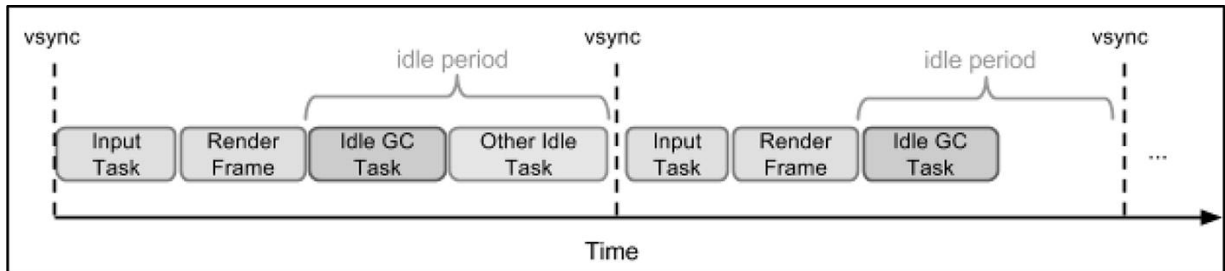 vsync
vsync
vsync
idle period
idle period
Input
Task
Render
Frame
Idle GC
Task
Other Idle
Task
Input
Task
Render
Frame
Idle GC
Task
...
Time